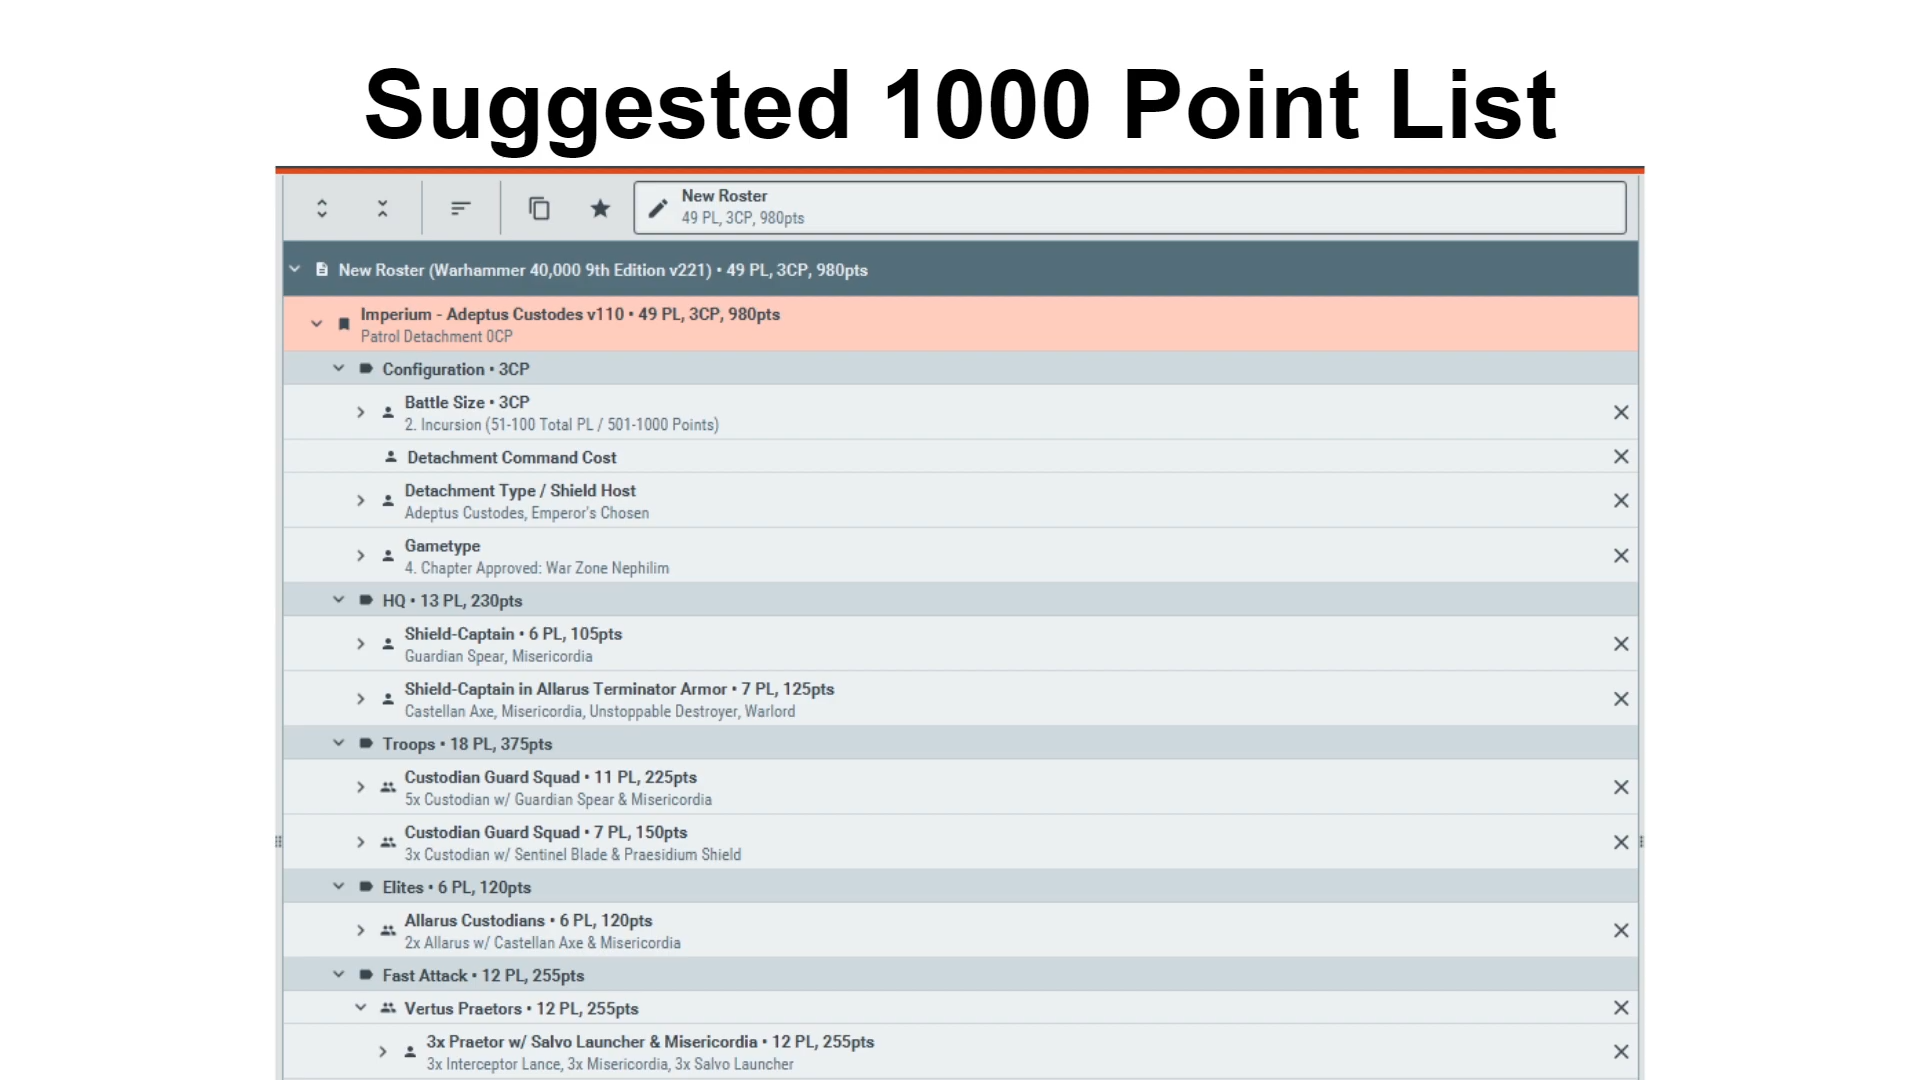 Suggested 1000 Point List
New Roster
49 PL, 3CP, 980pts
New Roster (Warhammer 40,000 9th Edition v221) • 49 PL, 3CP, 980pts
Imperium - Adeptus Custodes v110 • 49 PL, 3CP, 980pts
Patrol Detachment 0CP
Configuration • 3CP
Battle Size • 3CP
2. Incursion (51-100 Total PL / 501-1000 Points)
Detachment Command Cost
Detachment Type / Shield Host
Adeptus Custodes, Emperor's Chosen
Gametype
4. Chapter Approved: War Zone Nephilim
HQ • 13 PL, 230pts
Shield-Captain • 6 PL, 105pts
Guardian Spear, Misericordia
Shield-Captain in Allarus Terminator Armor • 7 PL, 125pts
Castellan Axe, Misericordia, Unstoppable Destroyer, Warlord
Troops • 18 PL, 375pts
Custodian Guard Squad • 11 PL, 225pts
5x Custodian w/ Guardian Spear & Misericordia
Custodian Guard Squad • 7 PL, 150pts
3x Custodian w/ Sentinel Blade & Praesidium Shield
Elites • 6 PL, 120pts
Allarus Custodians • 6 PL, 120pts
2x Allarus w/ Castellan Axe & Misericordia
Fast Attack • 12 PL, 255pts
Vertus Praetors • 12 PL, 255pts
3x Praetor w/ Salvo Launcher & Misericordia • 12 PL, 255pts
3x Interceptor Lance, 3x Misericordia, 3x Salvo Launcher